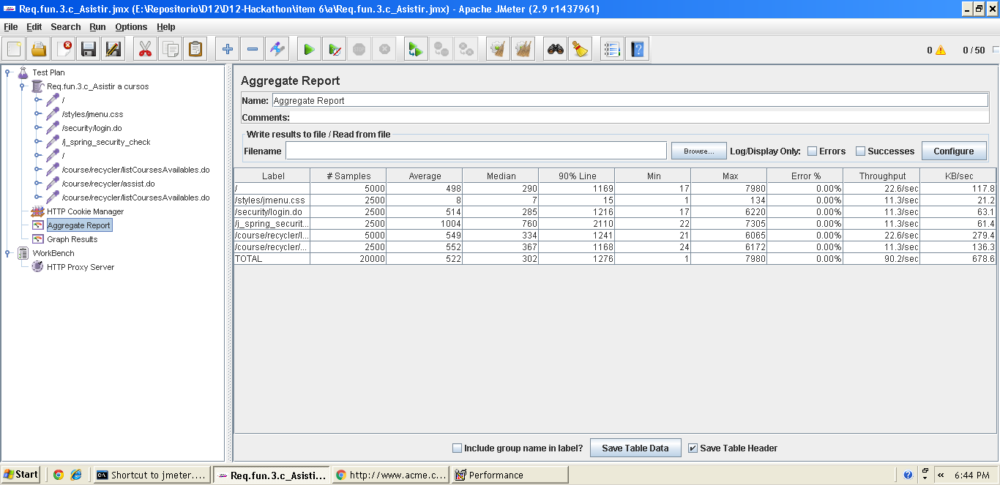 Req.fun.3.c_Asistir.jmx (E:\Repositorio\D12\D12-Hackathon\item 6\a\Req.fun.3.c_Asistir.jmx) - Apache JMeter (2.9 r1437961)
File Edit Search Run Options Help
0 0 / 50
Test Plan
Req.fun.3.c_Asistir a cursos
/
/styles/jmenu.css
/security/login.do
/j_spring_security_check
/
/course/recycler/listCoursesAvailables.do
/course/recycler/assist.do
/course/recycler/listCoursesAvailables.do
HTTP Cookie Manager
Aggregate Report
Graph Results
WorkBench
HTTP Proxy Server
Aggregate Report
Name: Aggregate Report
Comments:
Write results to file / Read from file
Filename Browse... Log/Display Only: Errors Successes Configure
Label # Samples Average Median 90% Line Min Max Error % Throughput KB/sec
/ 5000 498 290 1169 17 7980 0.00% 22.6/sec 117.8
/styles/jmenu.css 2500 8 7 15 1 134 0.00% 11.3/sec 21.2
/security/login.do 2500 514 285 1216 17 6220 0.00% 11.3/sec 63.1
/j_spring_securit... 2500 1004 760 2110 22 7305 0.00% 11.3/sec 61.4
/course/recycler/l... 5000 549 334 1241 21 6065 0.00% 22.6/sec 279.4
/course/recycler/... 2500 552 367 1168 24 6172 0.00% 11.3/sec 136.3
TOTAL 20000 522 302 1276 1 7980 0.00% 90.2/sec 678.6
Include group name in label? Save Table Data Save Table Header
Start Shortcut to jmeter.... Req.fun.3.c_Asisti... http://www.acme.c... Performance 6:44 PM